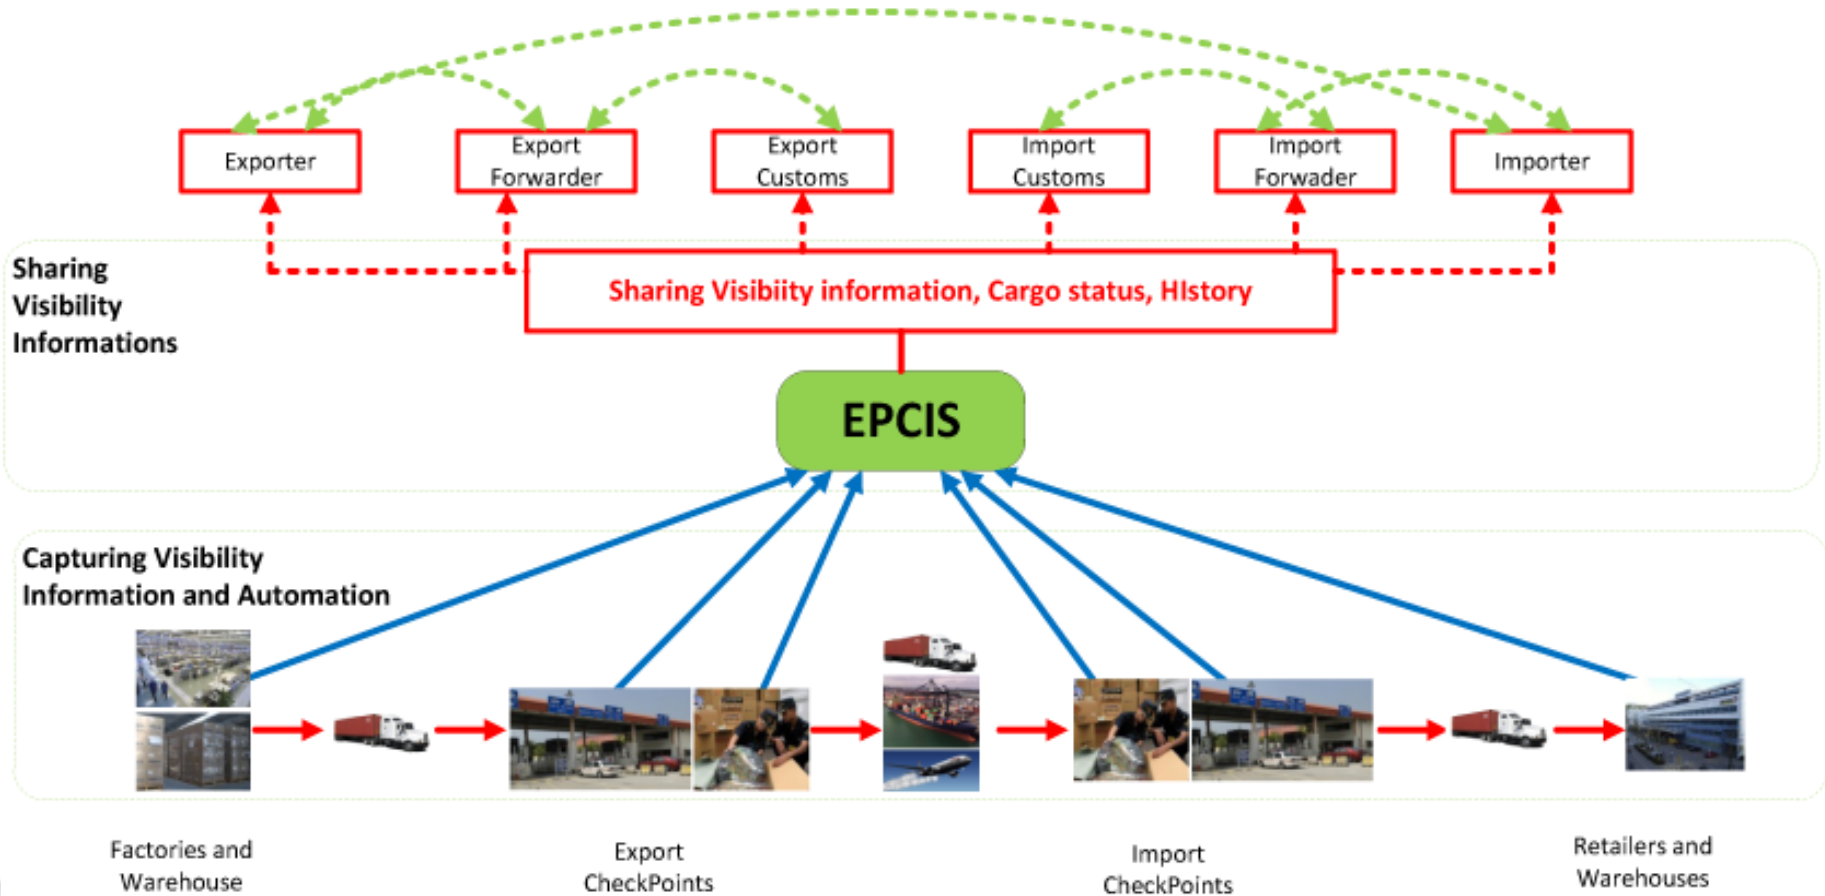 Exporter
Export
Forwarder
Export
Customs
Import
Customs
Import
Forwader
Importer
Sharing
Visibility
Informations
Sharing Visibiity information, Cargo status, HIstory
EPCIS
Capturing Visibility
Information and Automation
Factories and
Warehouse
Export
CheckPoints
Import
CheckPoints
Retailers and
Warehouses